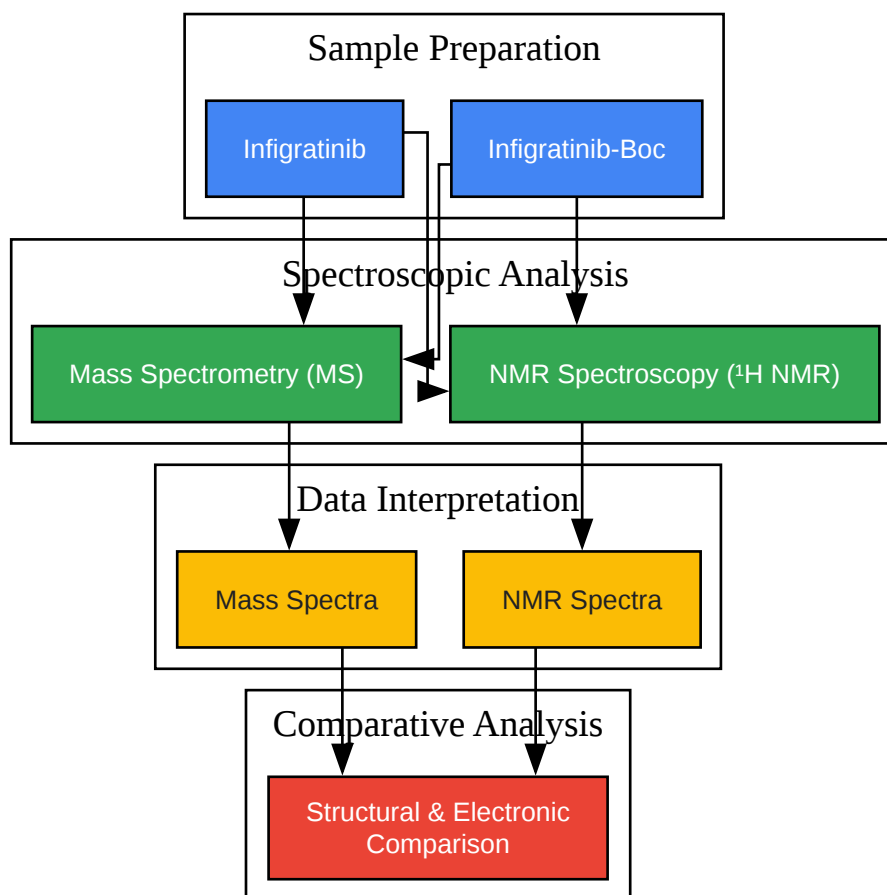 Sample Preparation
Infigratinib
Infigratinib-Boc
Spectroscopic Analysis
Mass Spectrometry (MS)
NMR Spectroscopy (¹H NMR)
Data Interpretation
Mass Spectra
NMR Spectra
Comparative Analysis
Structural & Electronic
Comparison